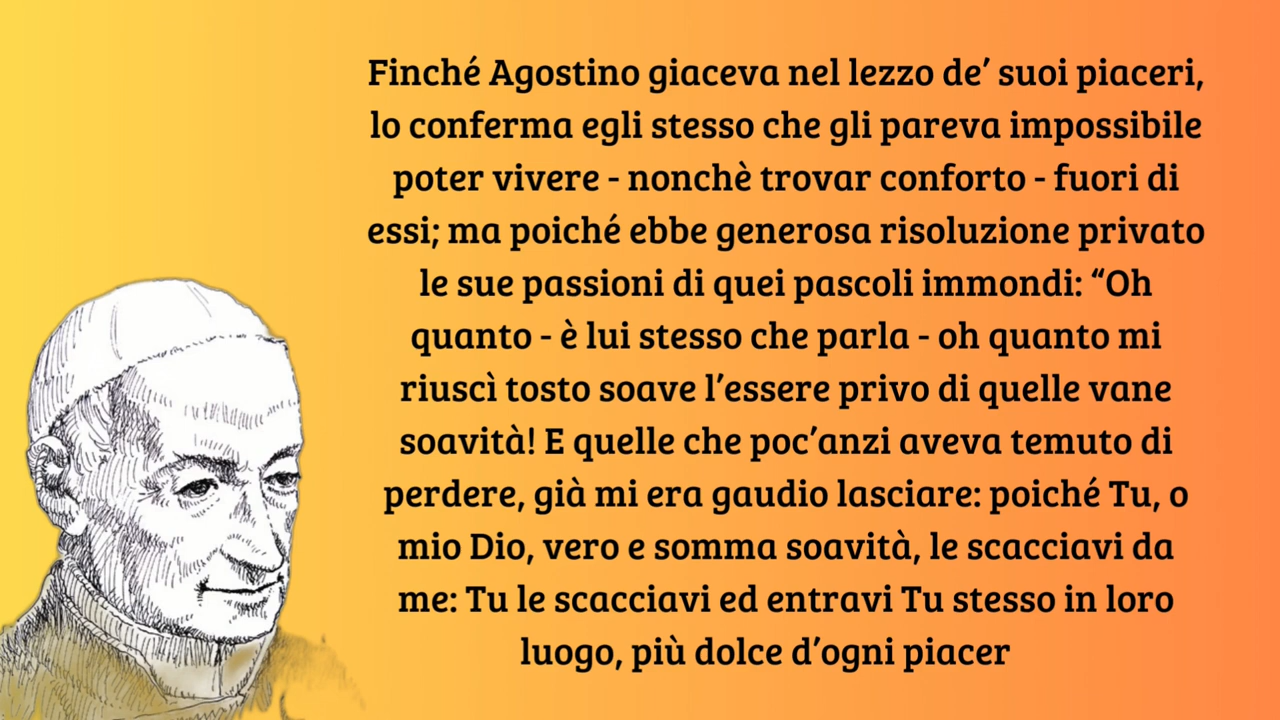 Finché Agostino giaceva nel lezzo de’ suoi piaceri,
lo conferma egli stesso che gli pareva impossibile
poter vivere - nonchè trovar conforto - fuori di
essi; ma poiché ebbe generosa risoluzione privato
le sue passioni di quei pascoli immondi: “Oh
quanto - è lui stesso che parla - oh quanto mi
riuscì tosto soave l’essere privo di quelle vane
soavità! E quelle che poc’anzi aveva temuto di
perdere, già mi era gaudio lasciare: poiché Tu, o
mio Dio, vero e somma soavità, le scacciavi da
me: Tu le scacciavi ed entravi Tu stesso in loro
luogo, più dolce d’ogni piacer